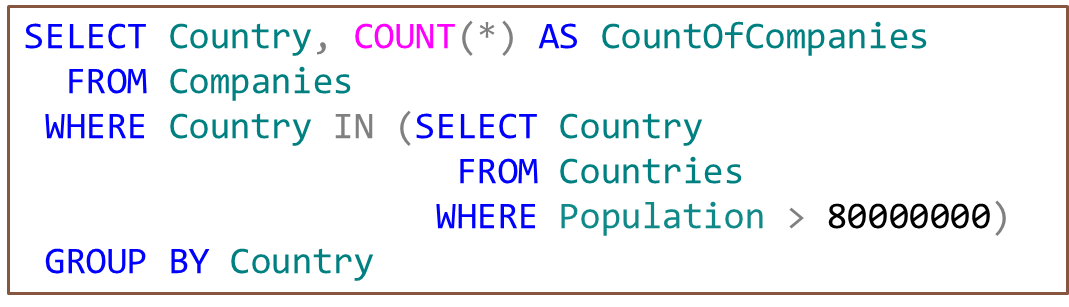 SELECT Country, COUNT(*) AS CountOfCompanies
FROM Companies
WHERE Country IN (SELECT Country
FROM Countries
WHERE Population > 80000000)
GROUP BY Country